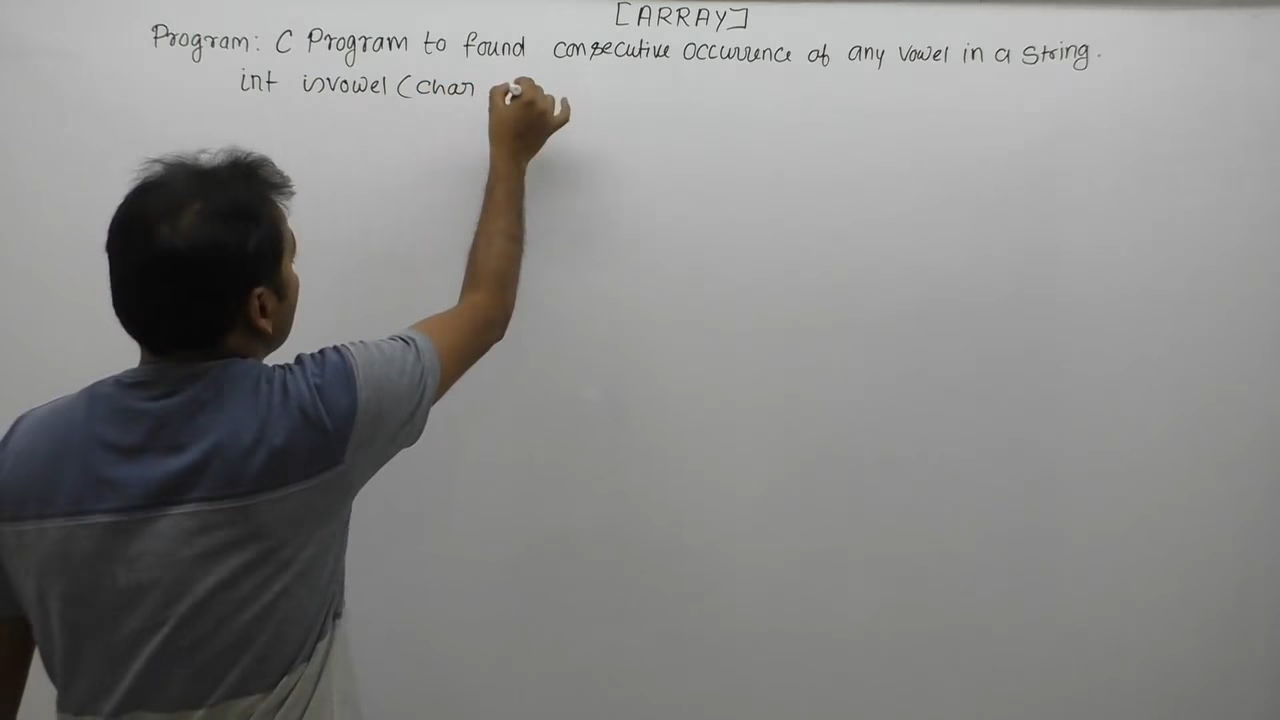 [ARRAY]
Program: C Program to found consecutive occurrence of any vowel in a string.
int isvowel (char